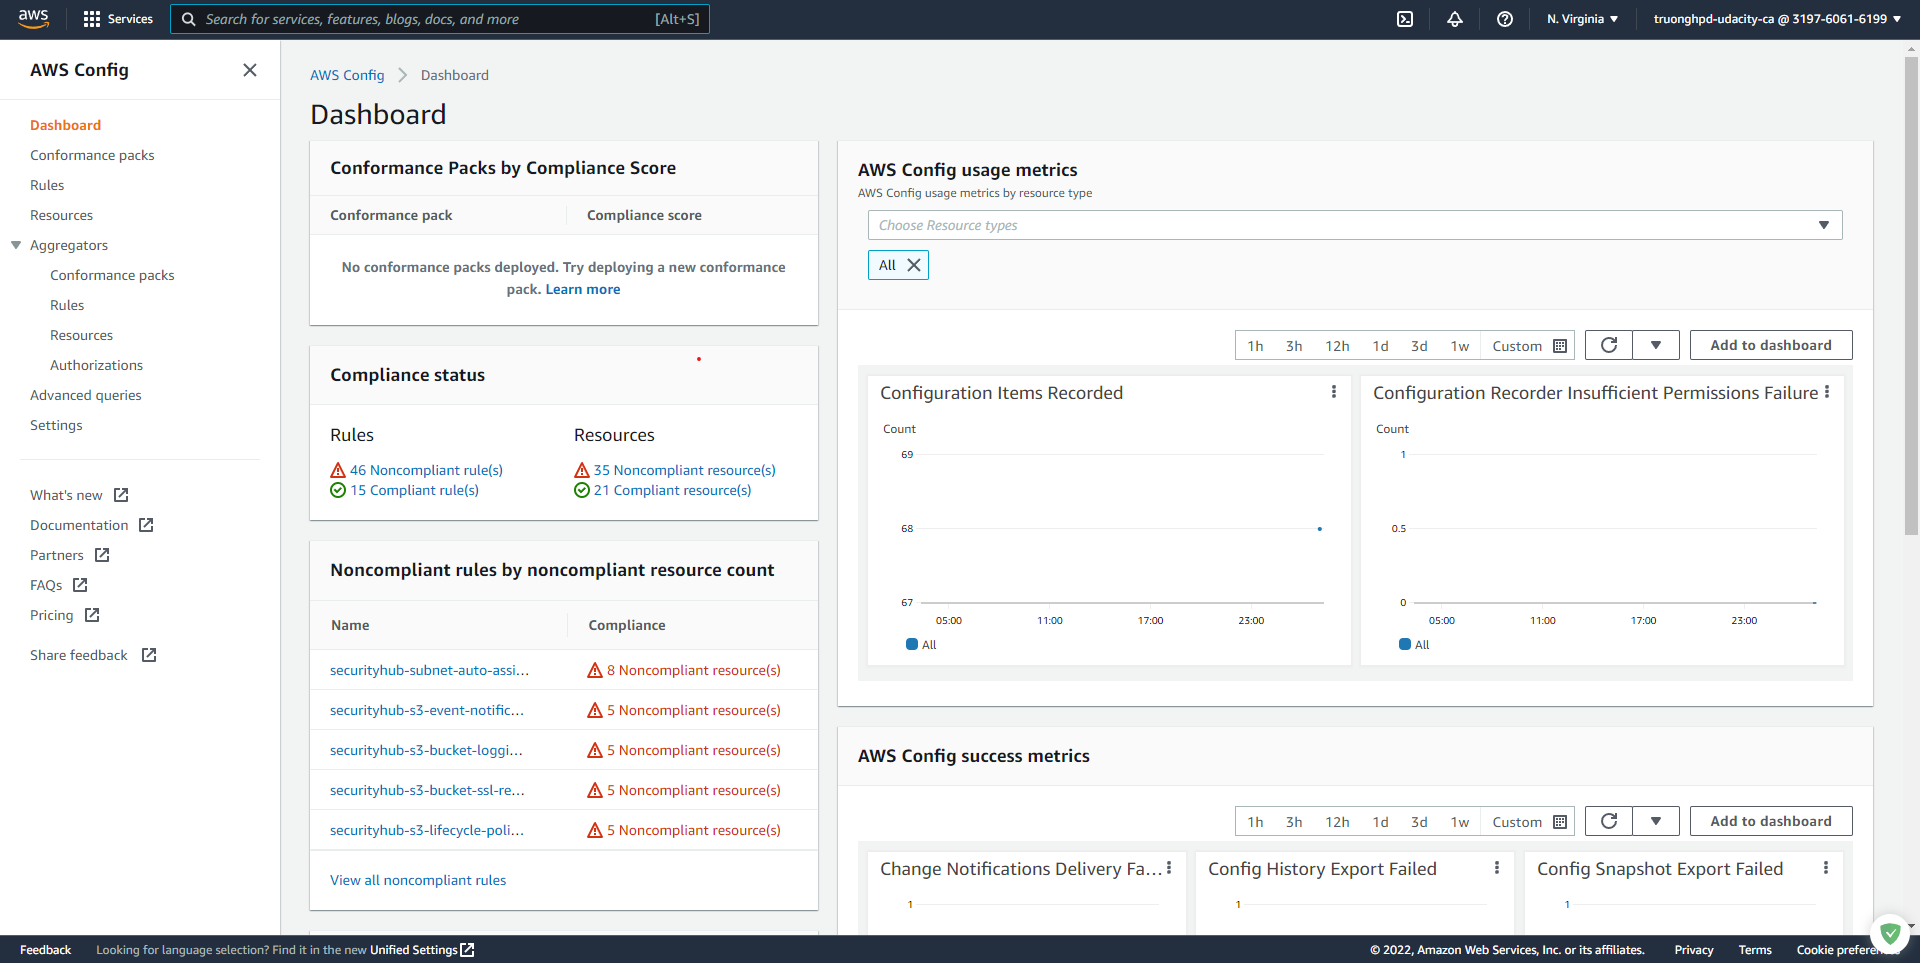 aws
Services
Search for services, features, blogs, docs, and more [Alt+S]
N. Virginia
truonghpd-udacity-ca @ 3197-6061-6199
AWS Config
Dashboard
Conformance packs
Rules
Resources
Aggregators
Conformance packs
Rules
Resources
Authorizations
Advanced queries
Settings
What's new
Documentation
Partners
FAQs
Pricing
Share feedback
AWS Config Dashboard
Dashboard
Conformance Packs by Compliance Score
Conformance pack Compliance score
No conformance packs deployed. Try deploying a new conformance
pack. Learn more
Compliance status
Rules Resources
46 Noncompliant rule(s) 35 Noncompliant resource(s)
15 Compliant rule(s) 21 Compliant resource(s)
Noncompliant rules by noncompliant resource count
Name Compliance
securityhub-subnet-auto-assi... 8 Noncompliant resource(s)
securityhub-s3-event-notific... 5 Noncompliant resource(s)
securityhub-s3-bucket-loggi... 5 Noncompliant resource(s)
securityhub-s3-bucket-ssl-re... 5 Noncompliant resource(s)
securityhub-s3-lifecycle-poli... 5 Noncompliant resource(s)
View all noncompliant rules
AWS Config usage metrics
AWS Config usage metrics by resource type
Choose Resource types
All
1h 3h 12h 1d 3d 1w Custom Add to dashboard
Configuration Items Recorded
Count
69
68
67
05:00 11:00 17:00 23:00
All
Configuration Recorder Insufficient Permissions Failure
Count
1
0.5
0
05:00 11:00 17:00 23:00
All
AWS Config success metrics
1h 3h 12h 1d 3d 1w Custom Add to dashboard
Change Notifications Delivery Fa...
1
Config History Export Failed
1
Config Snapshot Export Failed
1
Feedback Looking for language selection? Find it in the new Unified Settings
© 2022, Amazon Web Services, Inc. or its affiliates. Privacy Terms Cookie